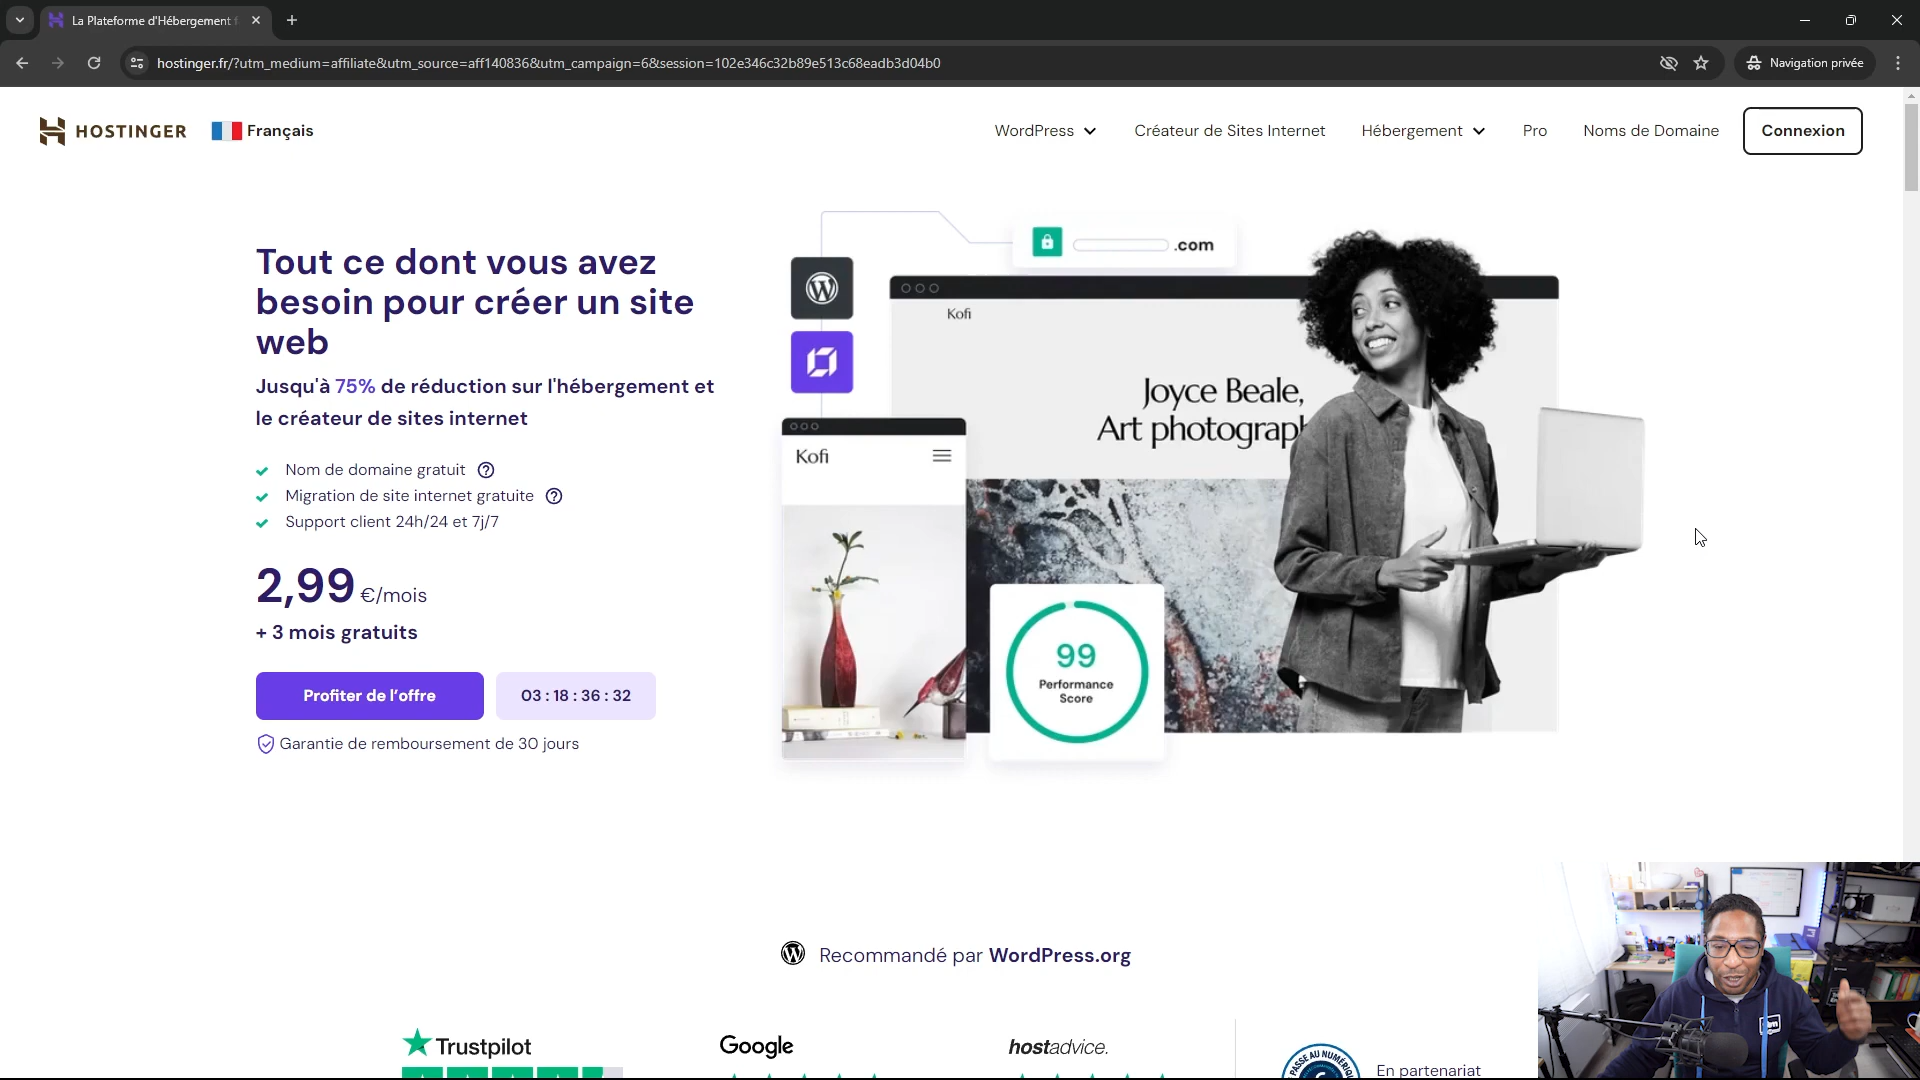 La Plateforme d'Hébergement
hostinger.fr/?utm_medium=affiliate&utm_source=aff140836&utm_campaign=6&session=102e346c32b89e513c68eadb3d04b0
Navigation privée
HOSTINGER
Français
WordPress
Créateur de Sites Internet
Hébergement
Pro
Noms de Domaine
Connexion
Tout ce dont vous avez
besoin pour créer un site
web
Jusqu'à 75% de réduction sur l'hébergement et
le créateur de sites internet
Nom de domaine gratuit
Migration de site internet gratuite
Support client 24h/24 et 7j/7
2,99 €/mois
+ 3 mois gratuits
Profiter de l’offre
03 : 18 : 36 : 32
Garantie de remboursement de 30 jours
.com
Kofi
Joyce Beale,
Art photograph
Kofi
99
Performance
Score
Recommandé par WordPress.org
Trustpilot
Google
hostadvice.
PASSE AU NUMÉRIQUE
En partenariat